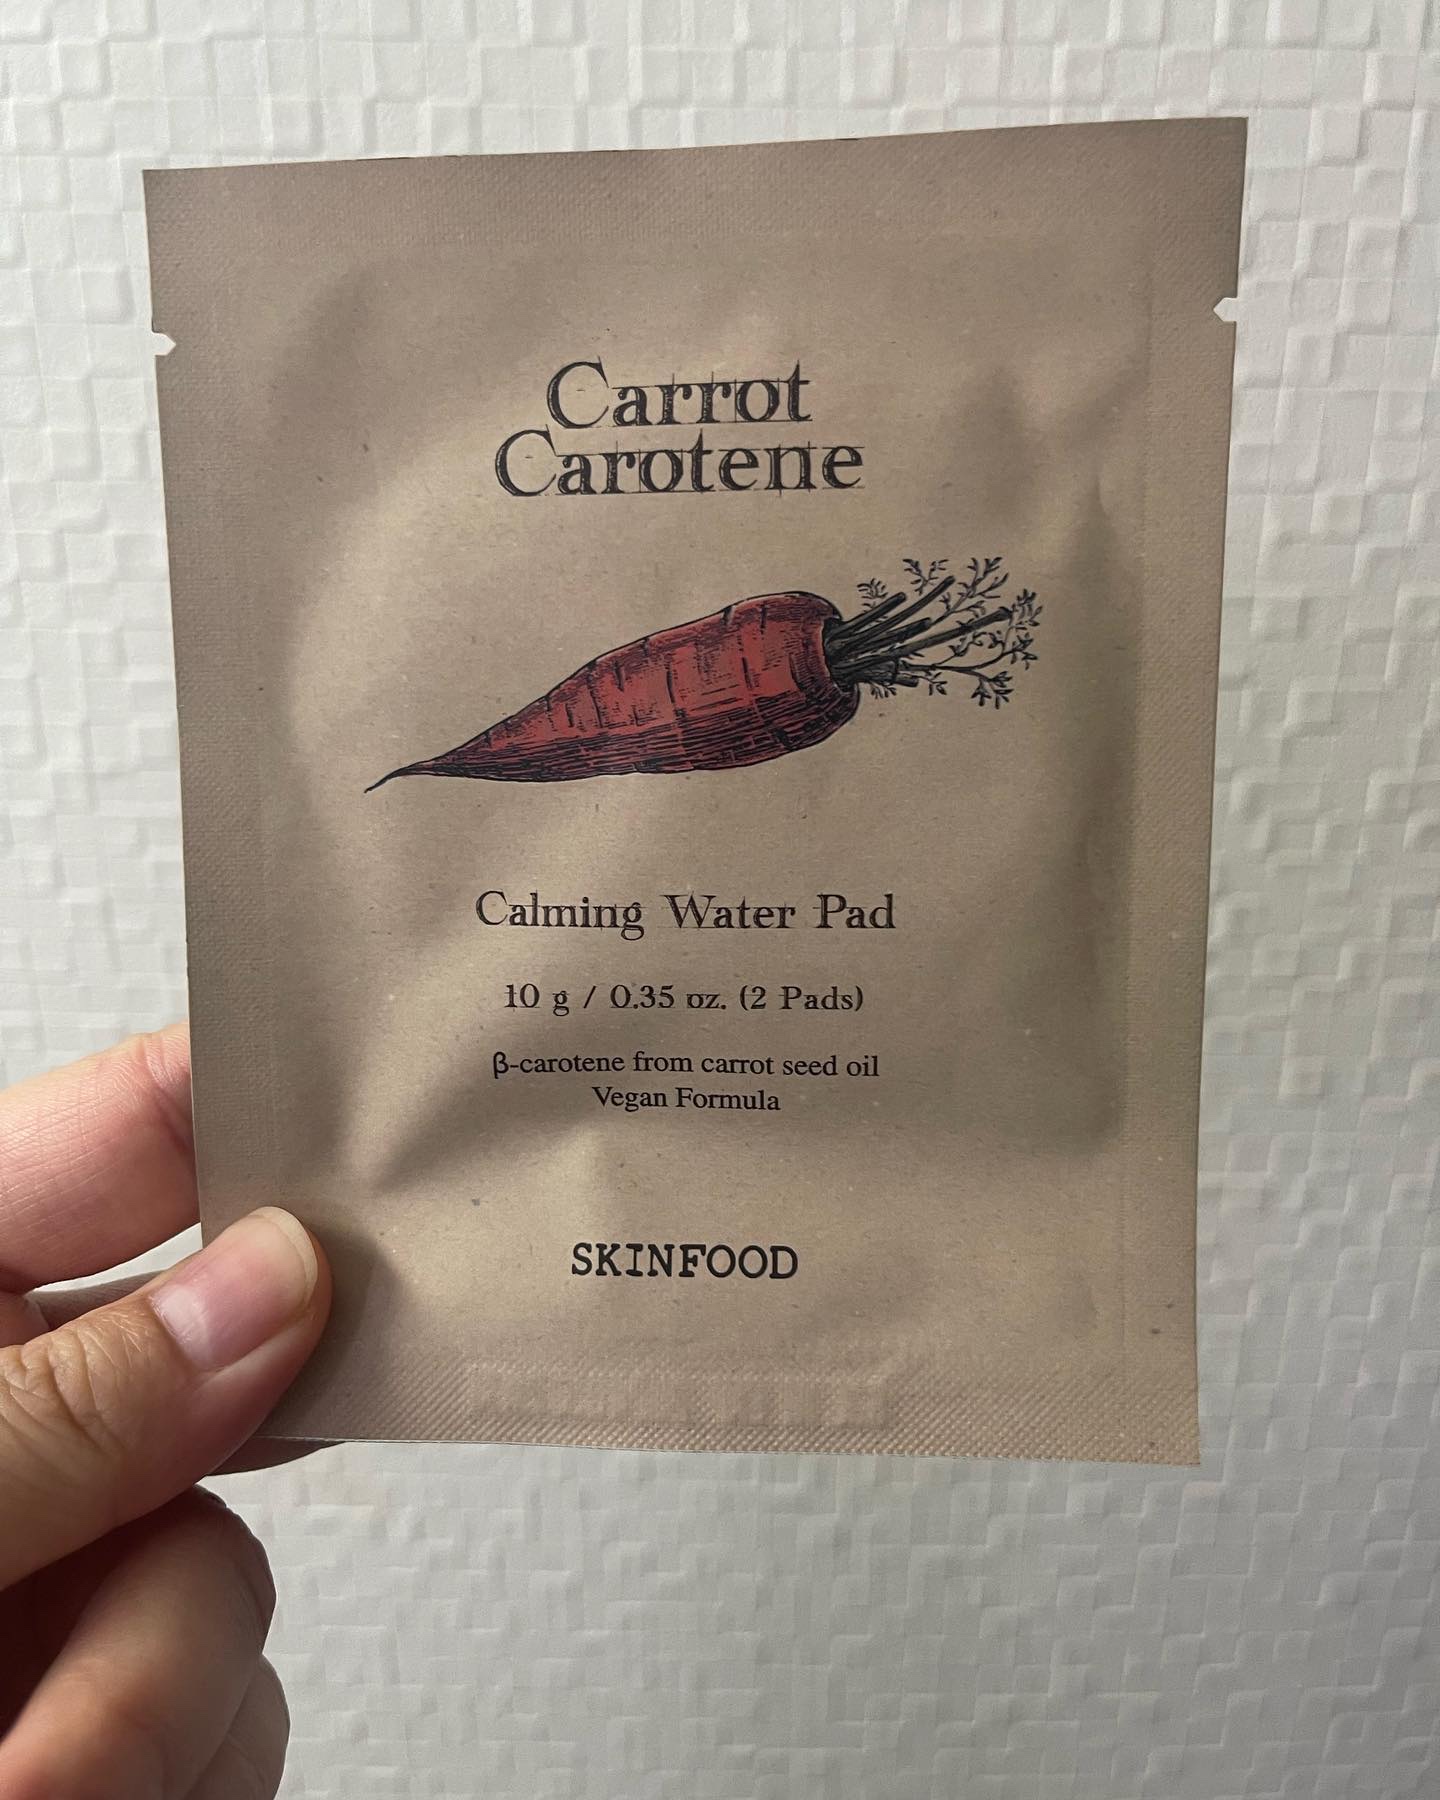 Carrot
Carotene
Calming Water Pad
10 g / 0.35 oz. (2 Pads)
β-carotene from carrot seed oil
Vegan Formula
SKINFOOD